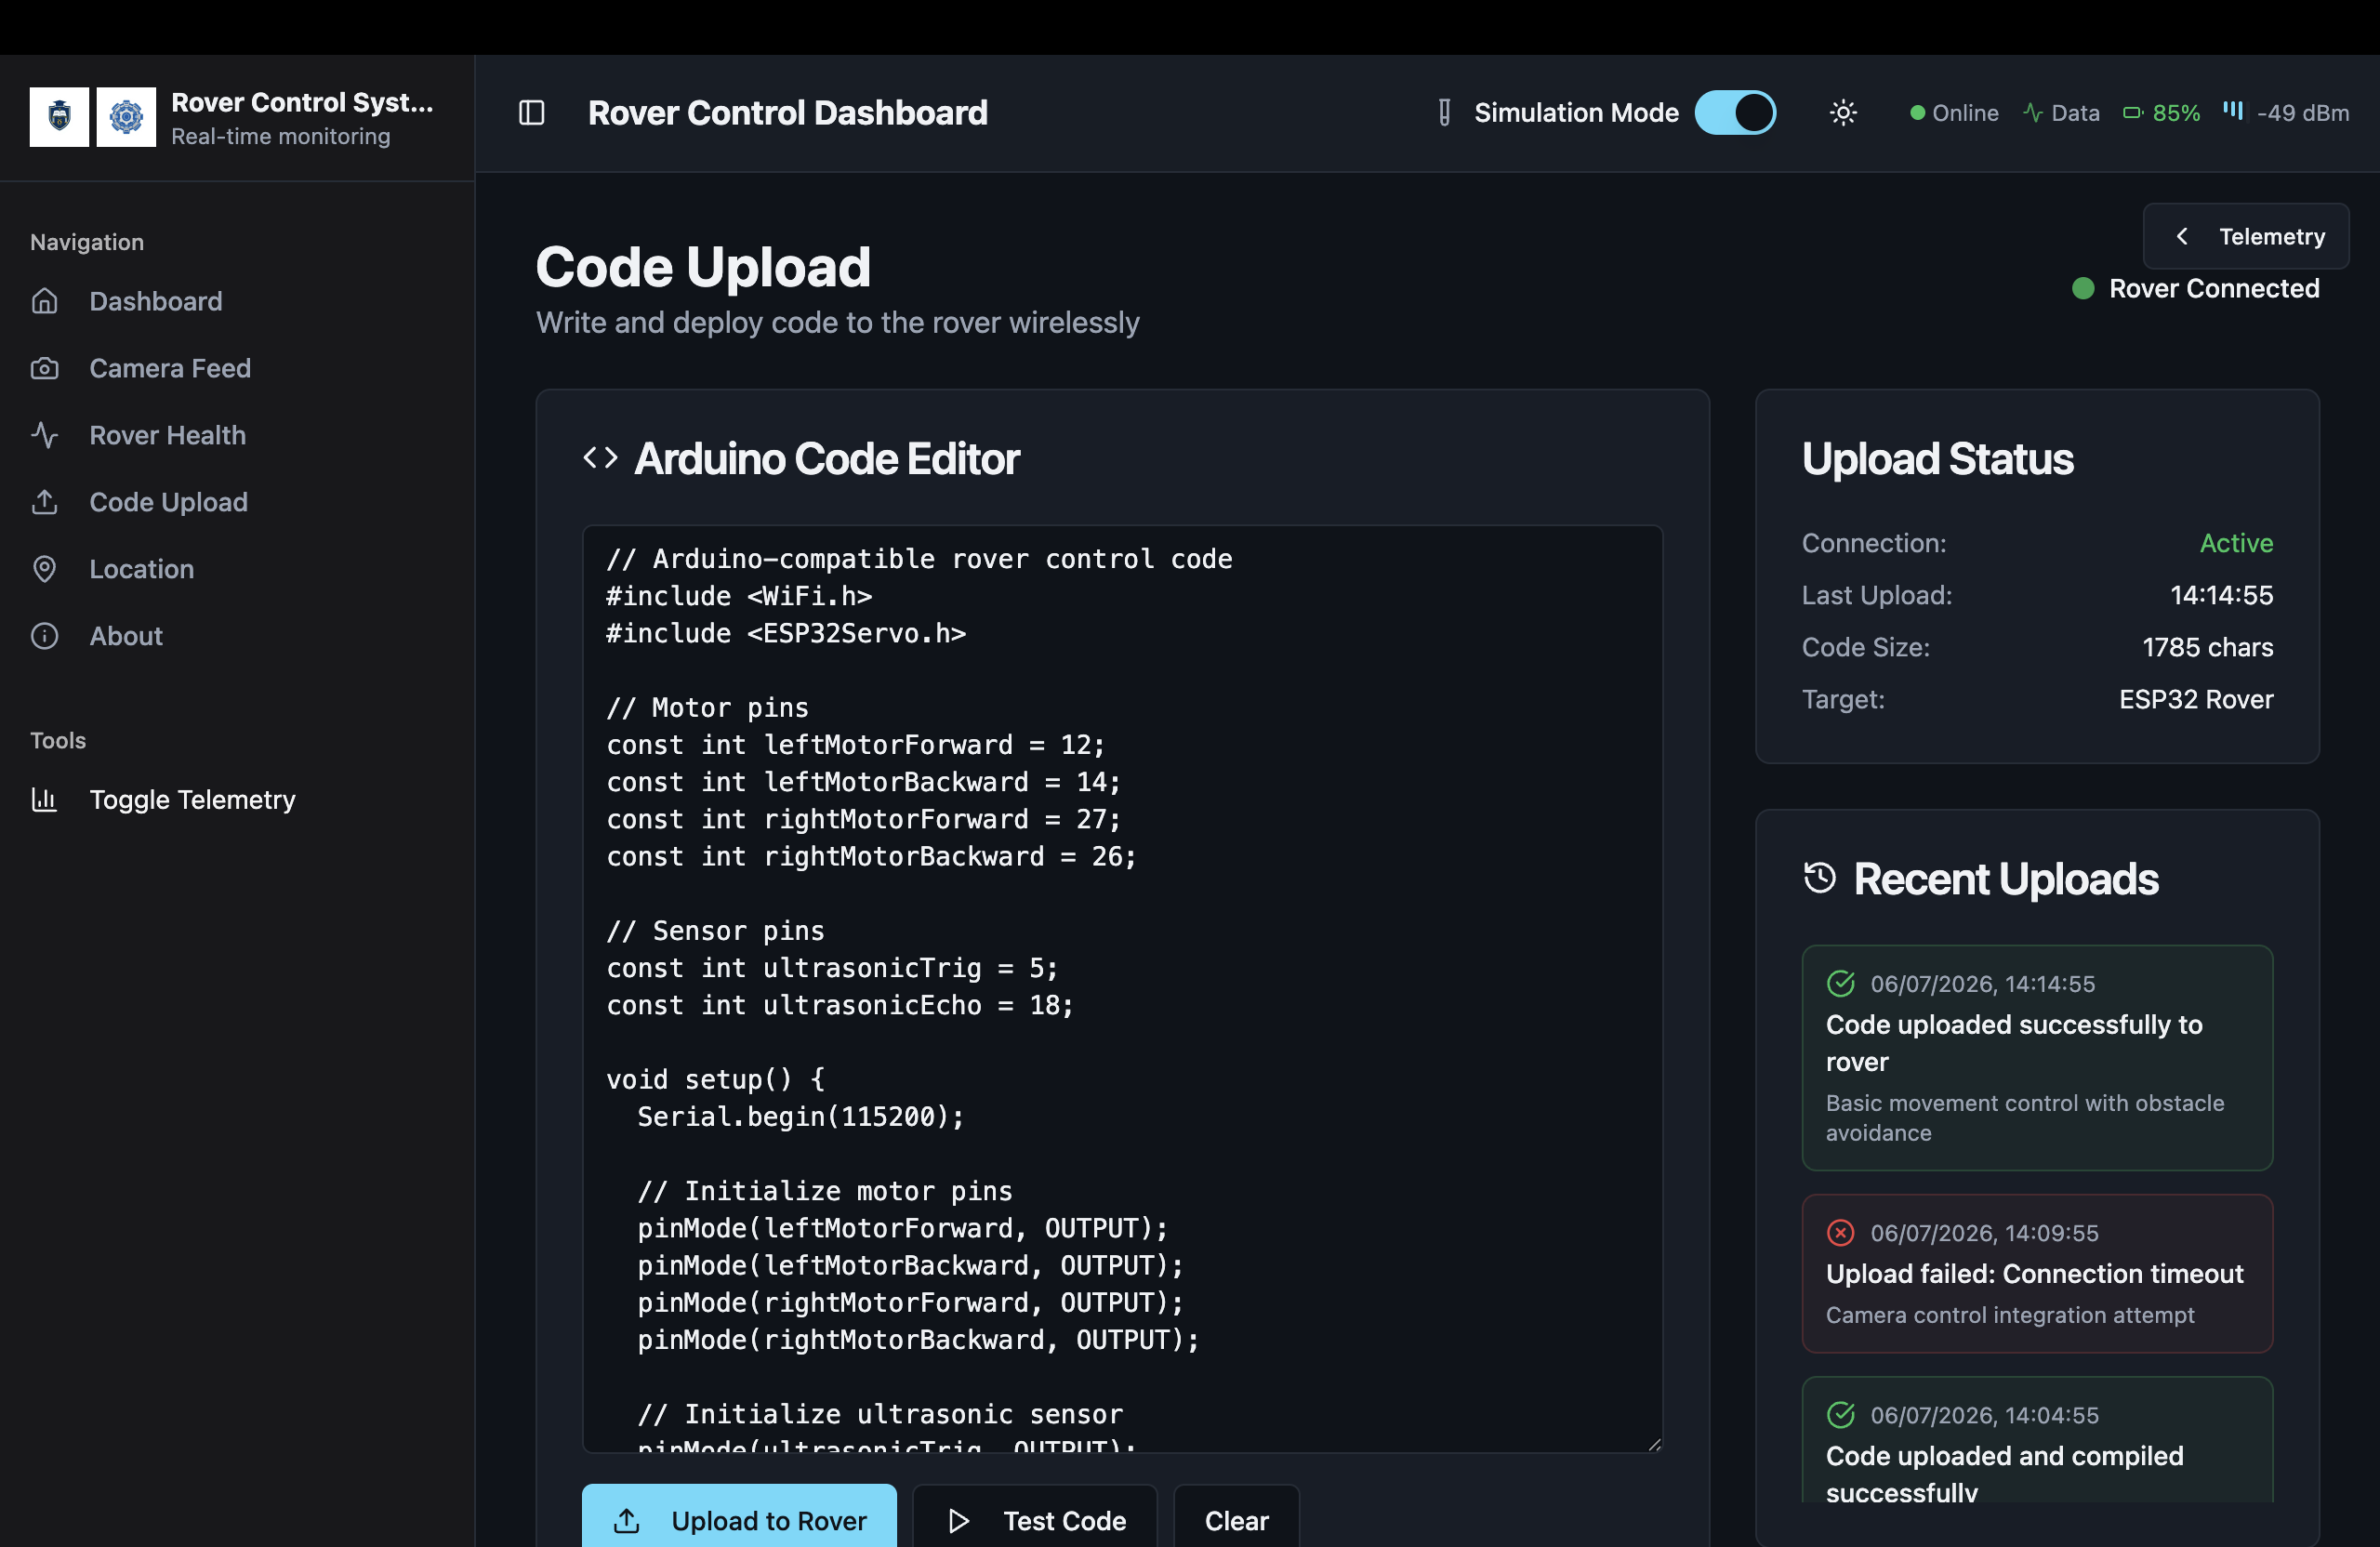 Rover Control Syst...
Real-time monitoring
Navigation
Dashboard
Camera Feed
Rover Health
Code Upload
Location
About
Tools
Toggle Telemetry
Rover Control Dashboard
Simulation Mode
Online
Data
85%
-49 dBm
Telemetry
Code Upload
Write and deploy code to the rover wirelessly
Rover Connected
Arduino Code Editor
// Arduino-compatible rover control code
#include <WiFi.h>
#include <ESP32Servo.h>
// Motor pins
const int leftMotorForward = 12;
const int leftMotorBackward = 14;
const int rightMotorForward = 27;
const int rightMotorBackward = 26;
// Sensor pins
const int ultrasonicTrig = 5;
const int ultrasonicEcho = 18;
void setup() {
  Serial.begin(115200);
  // Initialize motor pins
  pinMode(leftMotorForward, OUTPUT);
  pinMode(leftMotorBackward, OUTPUT);
  pinMode(rightMotorForward, OUTPUT);
  pinMode(rightMotorBackward, OUTPUT);
  // Initialize ultrasonic sensor
  pinMode(ultrasonicTrig, OUTPUT);
Upload to Rover
Test Code
Clear
Upload Status
Connection: Active
Last Upload: 14:14:55
Code Size: 1785 chars
Target: ESP32 Rover
Recent Uploads
06/07/2026, 14:14:55
Code uploaded successfully to
rover
Basic movement control with obstacle
avoidance
06/07/2026, 14:09:55
Upload failed: Connection timeout
Camera control integration attempt
06/07/2026, 14:04:55
Code uploaded and compiled
successfully